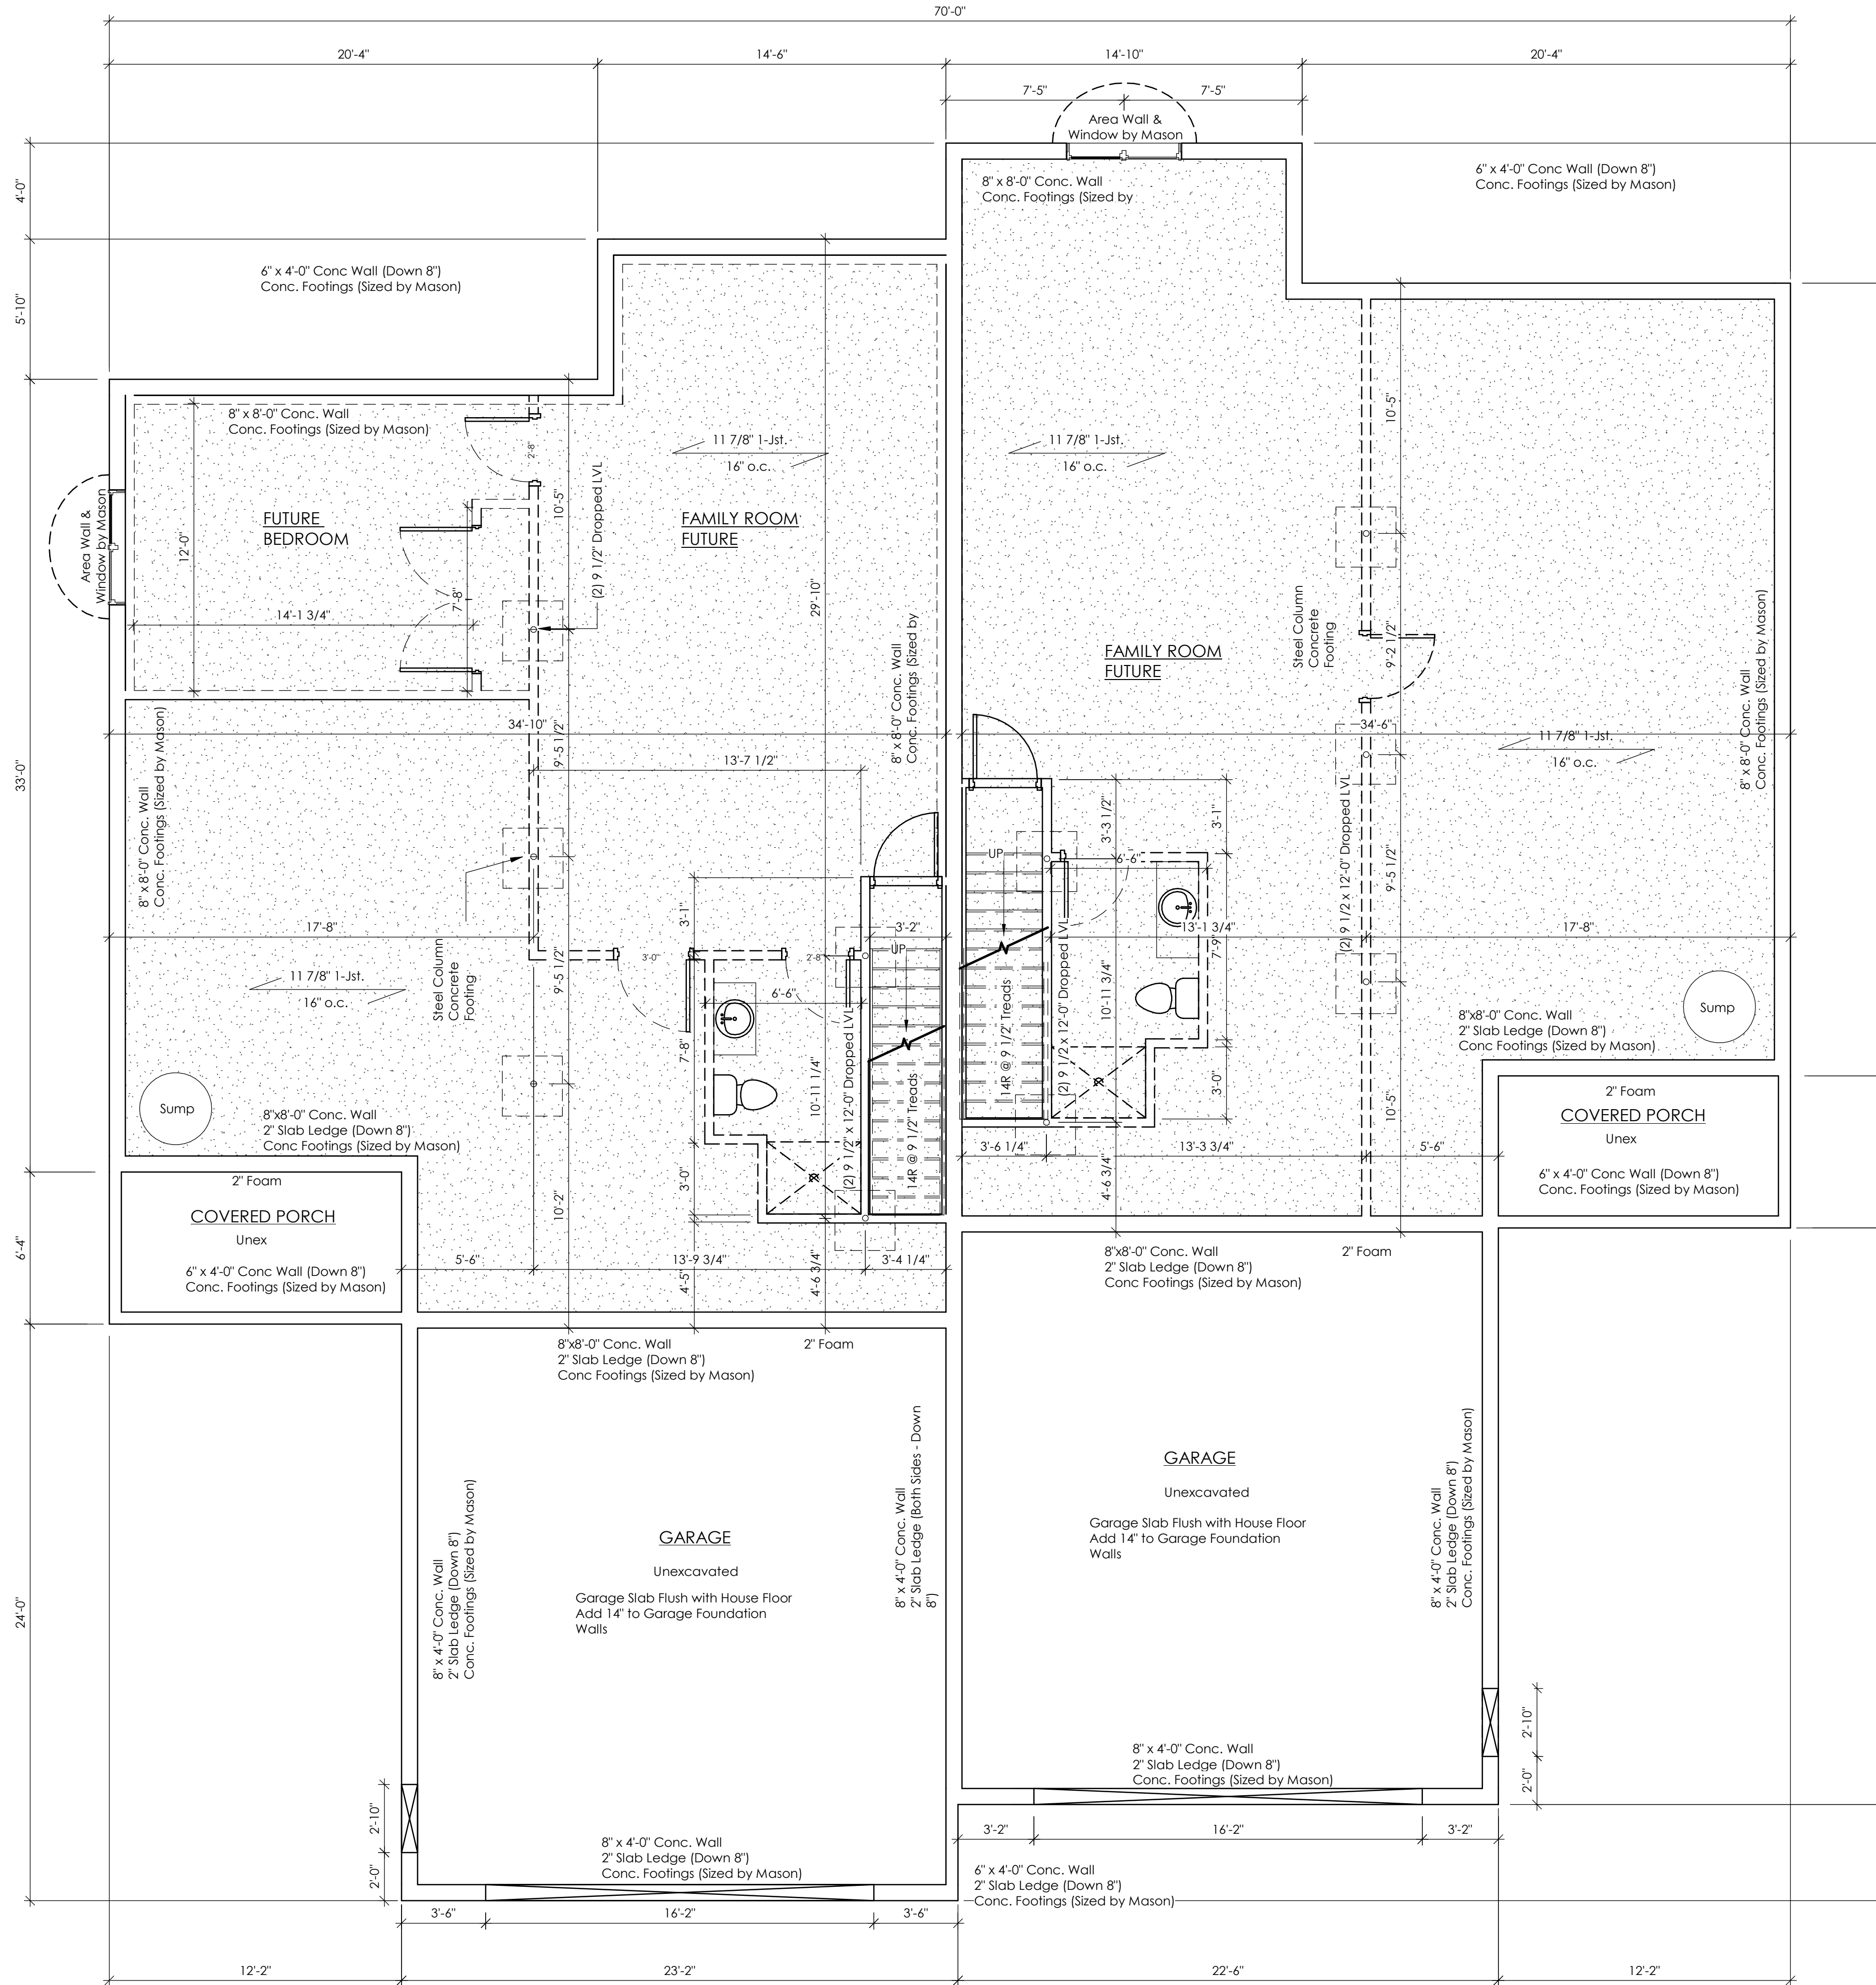 70'-0"
20'-4"
14'-6"
14'-10"
20'-4"
7'-5"
7'-5"
Area Wall &
Window by Mason
4'-0"
5'-10"
33'-0"
6'-4"
24'-0"
6" x 4'-0" Conc Wall (Down 8")
Conc. Footings (Sized by Mason)
8" x 8'-0" Conc. Wall
Conc. Footings (Sized by
6" x 4'-0" Conc Wall (Down 8")
Conc. Footings (Sized by Mason)
8" x 8'-0" Conc. Wall
Conc. Footings (Sized by Mason)
2'-8"
10'-5"
(2) 9 1/2" Dropped LVL
11 7/8" 1-Jst.
16" o.c.
11 7/8" 1-Jst.
16" o.c.
10'-5"
Area Wall &
Window by Mason
FUTURE
BEDROOM
12'-0"
14'-1 3/4"
7'-8"
FAMILY ROOM
FUTURE
29'-10"
8" x 8'-0" Conc. Wall
Conc. Footings (Sized by
FAMILY ROOM
FUTURE
Steel Column
Concrete
Footing
9'-2 1/2"
8" x 8'-0" Conc. Wall
Conc. Footings (Sized by Mason)
8" x 8'-0" Conc. Wall
Conc. Footings (Sized by Mason)
34'-10"
9'-5 1/2"
13'-7 1/2"
34'-6"
11 7/8" 1-Jst.
16" o.c.
3'-3 1/2"
3'-1"
(2) 9 1/2 x 12'-0" Dropped LVL
9'-5 1/2"
UP
6'-6"
17'-8"
3'-1"
3'-2"
UP
13'-1 3/4"
7'-9"
17'-8"
Steel Column
Concrete
Footing
11 7/8" 1-Jst.
16" o.c.
9'-5 1/2"
3'-0"
2'-8"
6'-6"
7'-8"
10'-11 1/4"
(2) 9 1/2" x 12'-0" Dropped LVL
14R @ 9 1/2" Treads
14R @ 9 1/2" Treads
(2) 9 1/2 x 12'-0" Dropped LVL
10'-11 3/4"
3'-0"
8"x8'-0" Conc. Wall
2" Slab Ledge (Down 8")
Conc Footings (Sized by Mason)
Sump
10'-5"
Sump
8"x8'-0" Conc. Wall
2" Slab Ledge (Down 8")
Conc Footings (Sized by Mason)
2" Foam
COVERED PORCH
Unex
6" x 4'-0" Conc Wall (Down 8")
Conc. Footings (Sized by Mason)
3'-6 1/4"
13'-3 3/4"
5'-6"
4'-6 3/4"
2" Foam
COVERED PORCH
Unex
6" x 4'-0" Conc Wall (Down 8")
Conc. Footings (Sized by Mason)
10'-2"
3'-0"
5'-6"
13'-9 3/4"
3'-4 1/4"
4'-5"
4'-6 3/4"
8"x8'-0" Conc. Wall
2" Slab Ledge (Down 8")
Conc Footings (Sized by Mason)
2" Foam
8"x8'-0" Conc. Wall
2" Slab Ledge (Down 8")
Conc Footings (Sized by Mason)
2" Foam
8" x 4'-0" Conc. Wall
2" Slab Ledge (Down 8")
Conc. Footings (Sized by Mason)
GARAGE
Unexcavated
Garage Slab Flush with House Floor
Add 14" to Garage Foundation
Walls
8" x 4'-0" Conc. Wall
2" Slab Ledge (Both Sides - Down
8")
GARAGE
Unexcavated
Garage Slab Flush with House Floor
Add 14" to Garage Foundation
Walls
8" x 4'-0" Conc. Wall
2" Slab Ledge (Down 8")
Conc. Footings (Sized by Mason)
2'-10"
2'-0"
8" x 4'-0" Conc. Wall
2" Slab Ledge (Down 8")
Conc. Footings (Sized by Mason)
3'-2"
16'-2"
3'-2"
2'-10"
2'-0"
8" x 4'-0" Conc. Wall
2" Slab Ledge (Down 8")
Conc. Footings (Sized by Mason)
6" x 4'-0" Conc. Wall
2" Slab Ledge (Down 8")
Conc. Footings (Sized by Mason)
3'-6"
16'-2"
3'-6"
12'-2"
23'-2"
22'-6"
12'-2"